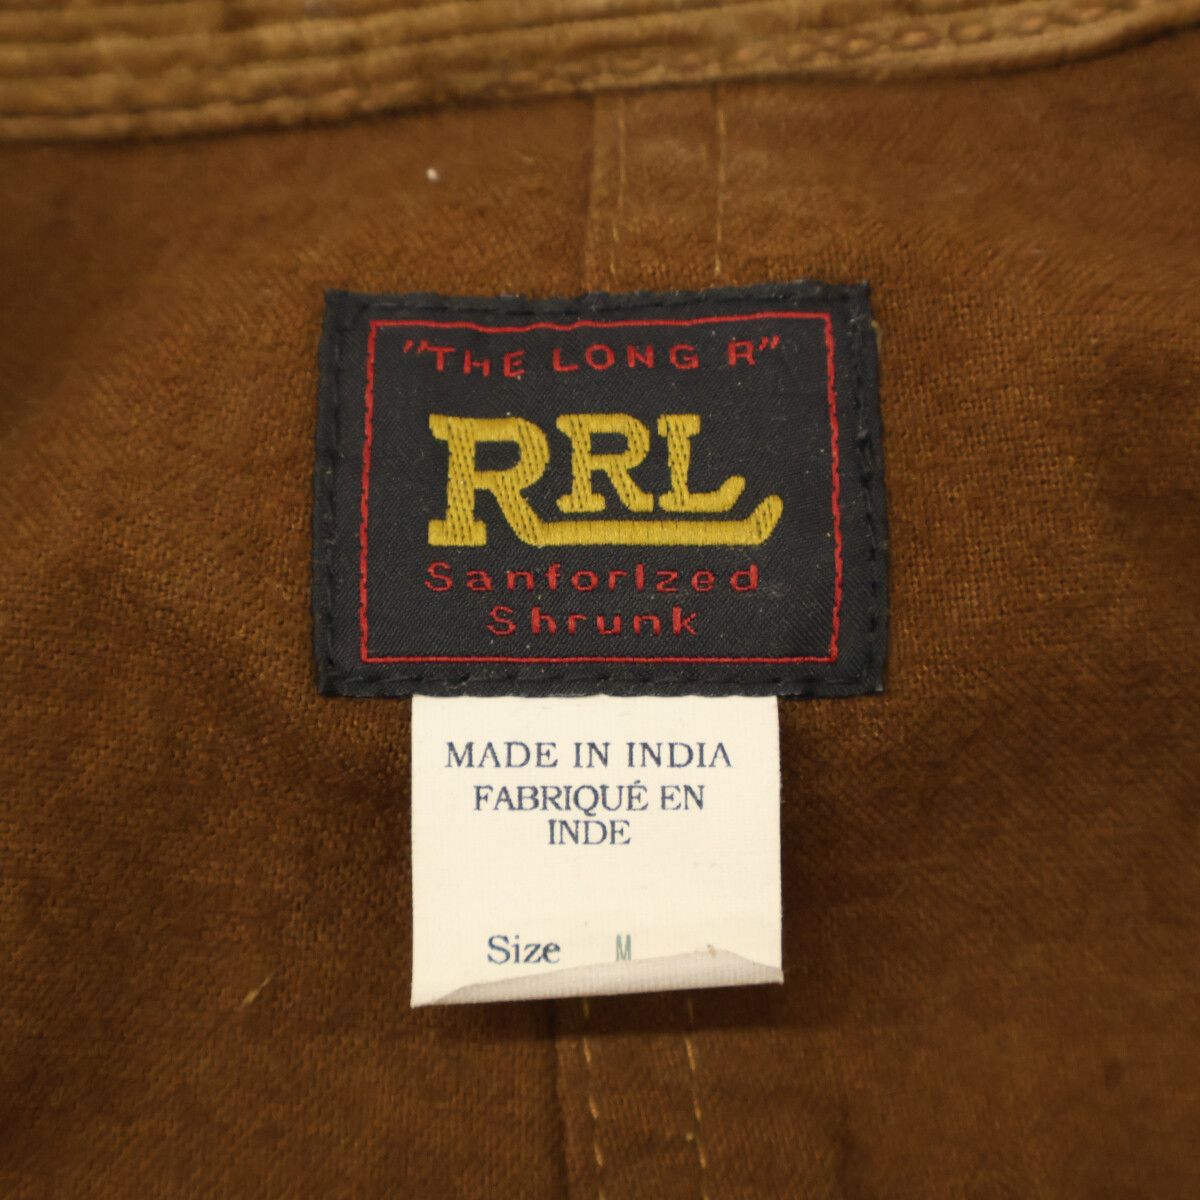 "THE LONG R"
RRL
Sanforized
Shrunk
MADE IN INDIA
FABRIQUÉ EN
INDE
Size M